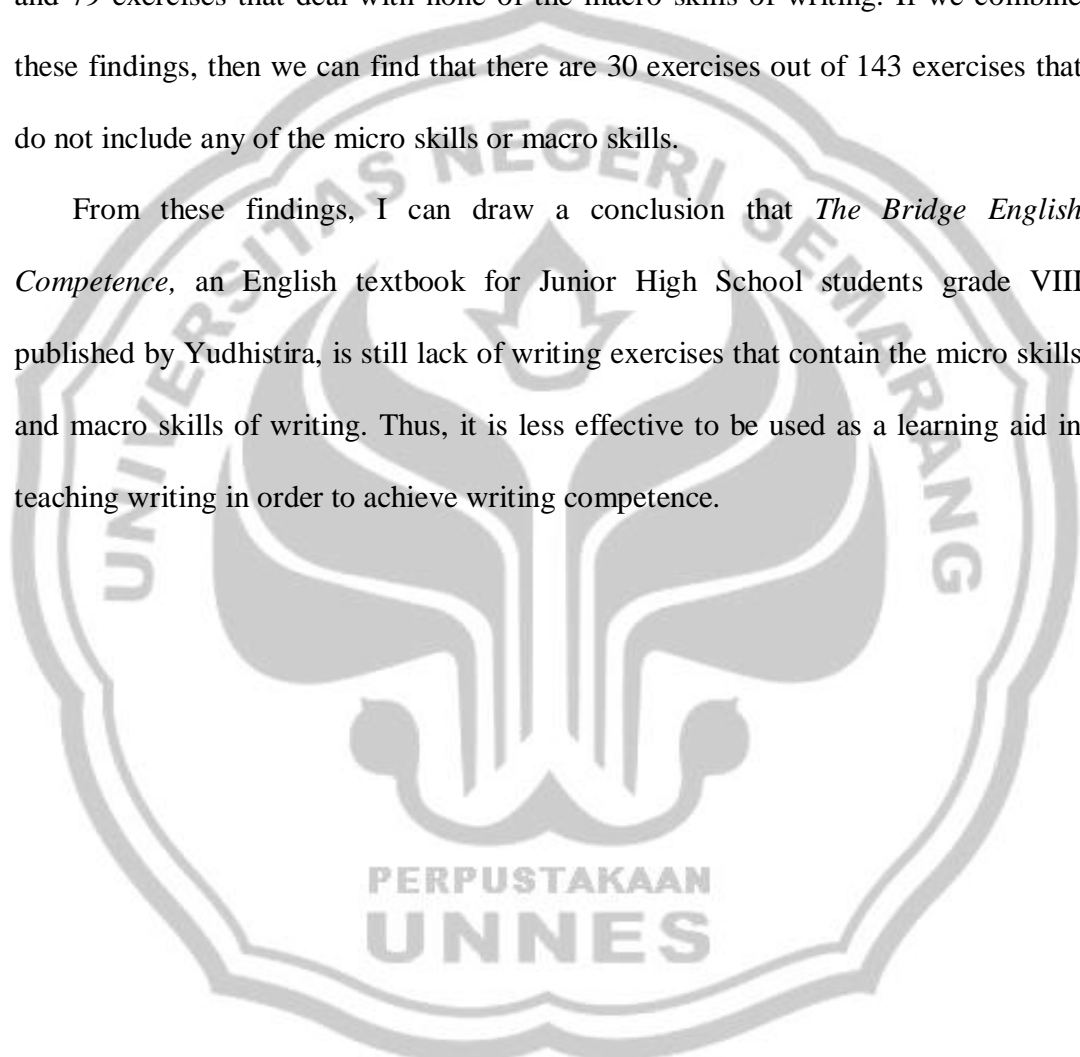 and 79 exercises that deal with none of the macro skills of writing. If we combine
these findings, then we can find that there are 30 exercises out of 143 exercises that
do not include any of the micro skills or macro skills.
From these findings, I can draw a conclusion that The Bridge English
Competence, an English textbook for Junior High School students grade VIII
published by Yudhistira, is still lack of writing exercises that contain the micro skills
and macro skills of writing. Thus, it is less effective to be used as a learning aid in
teaching writing in order to achieve writing competence.
UNIVERSITAS NEGERI SEMARANG
PERPUSTAKAAN
UNNES